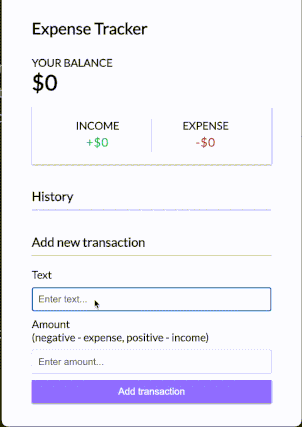 Expense Tracker
YOUR BALANCE
$0
INCOME EXPENSE
+$0 -$0
History
Add new transaction
Text
Enter text...
Amount
(negative - expense, positive - income)
Enter amount...
Add transaction